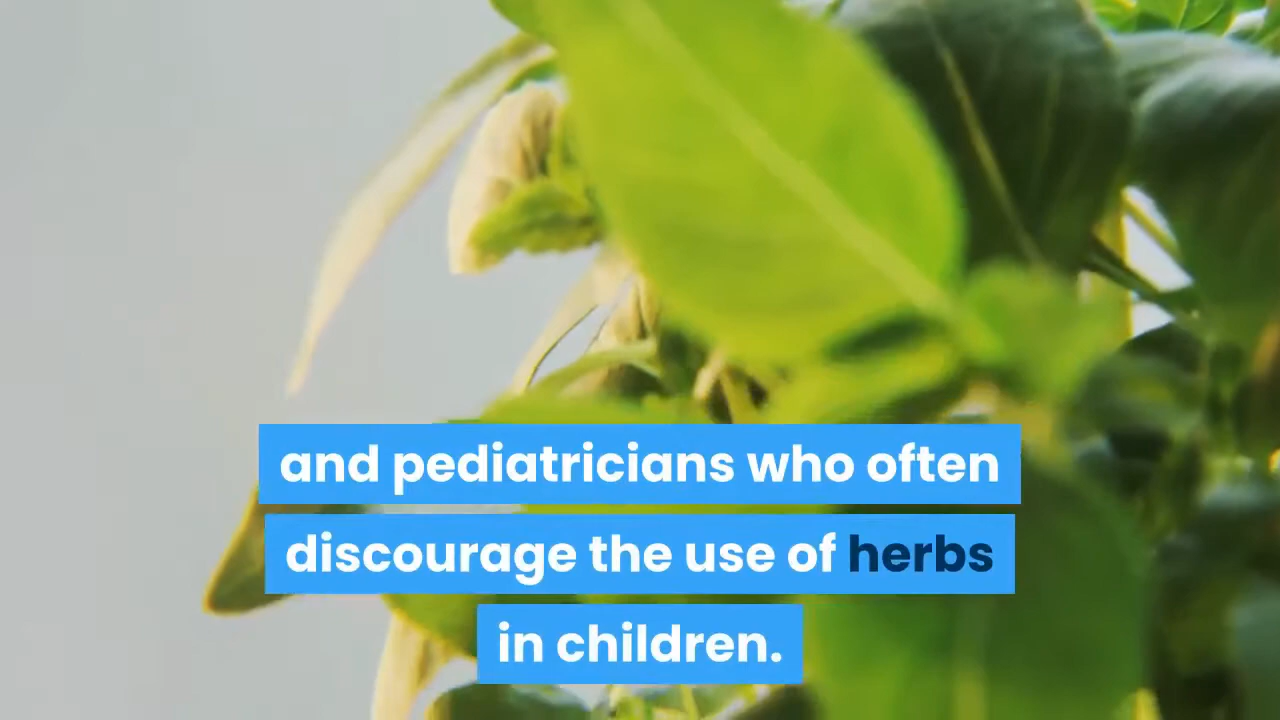 and pediatricians who often
discourage the use of herbs
in children.